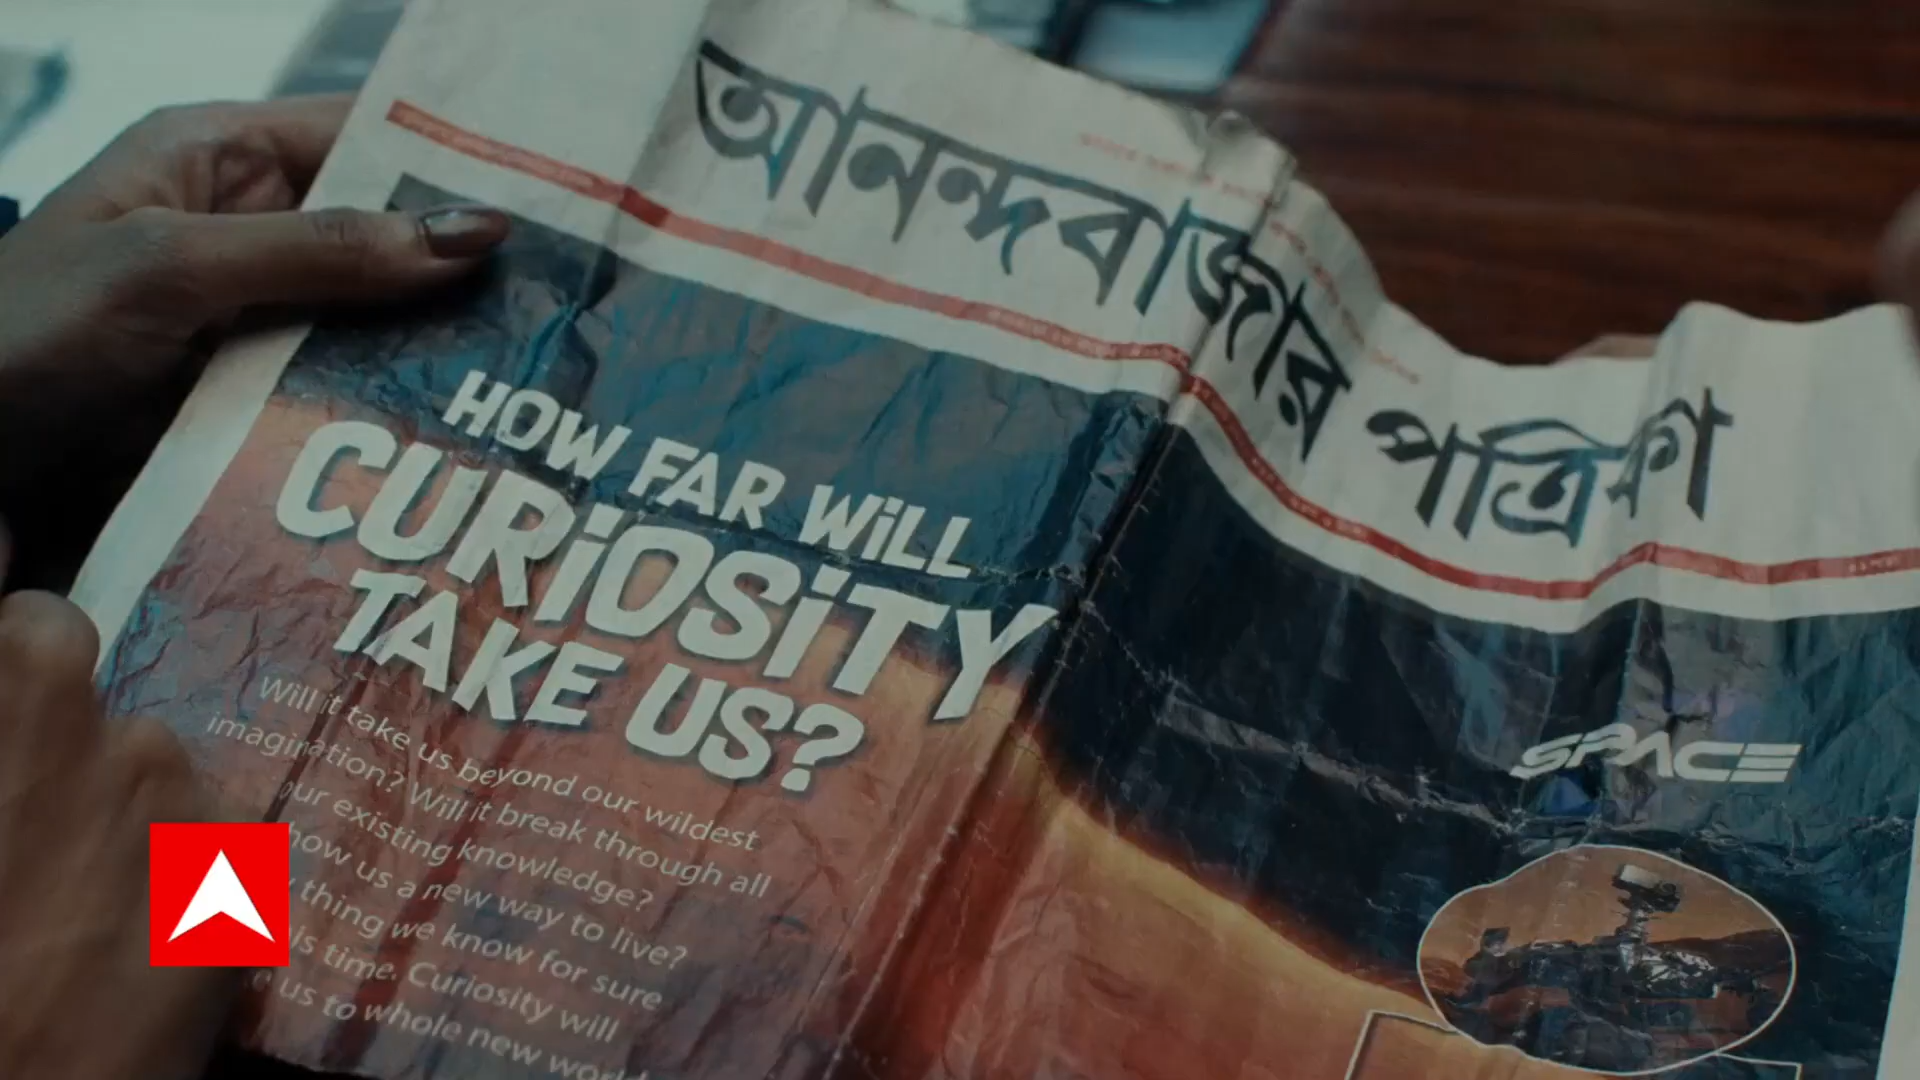 আনন্দবাজার পত্রিকা
HOW FAR WiLL
CURiOSiTY
TAKE US?
Will it take us beyond our wildest
imagination? Will it break through all
our existing knowledge?
how us a new way to live?
thing we know for sure
is time. Curiosity will
us to whole new
SPACE